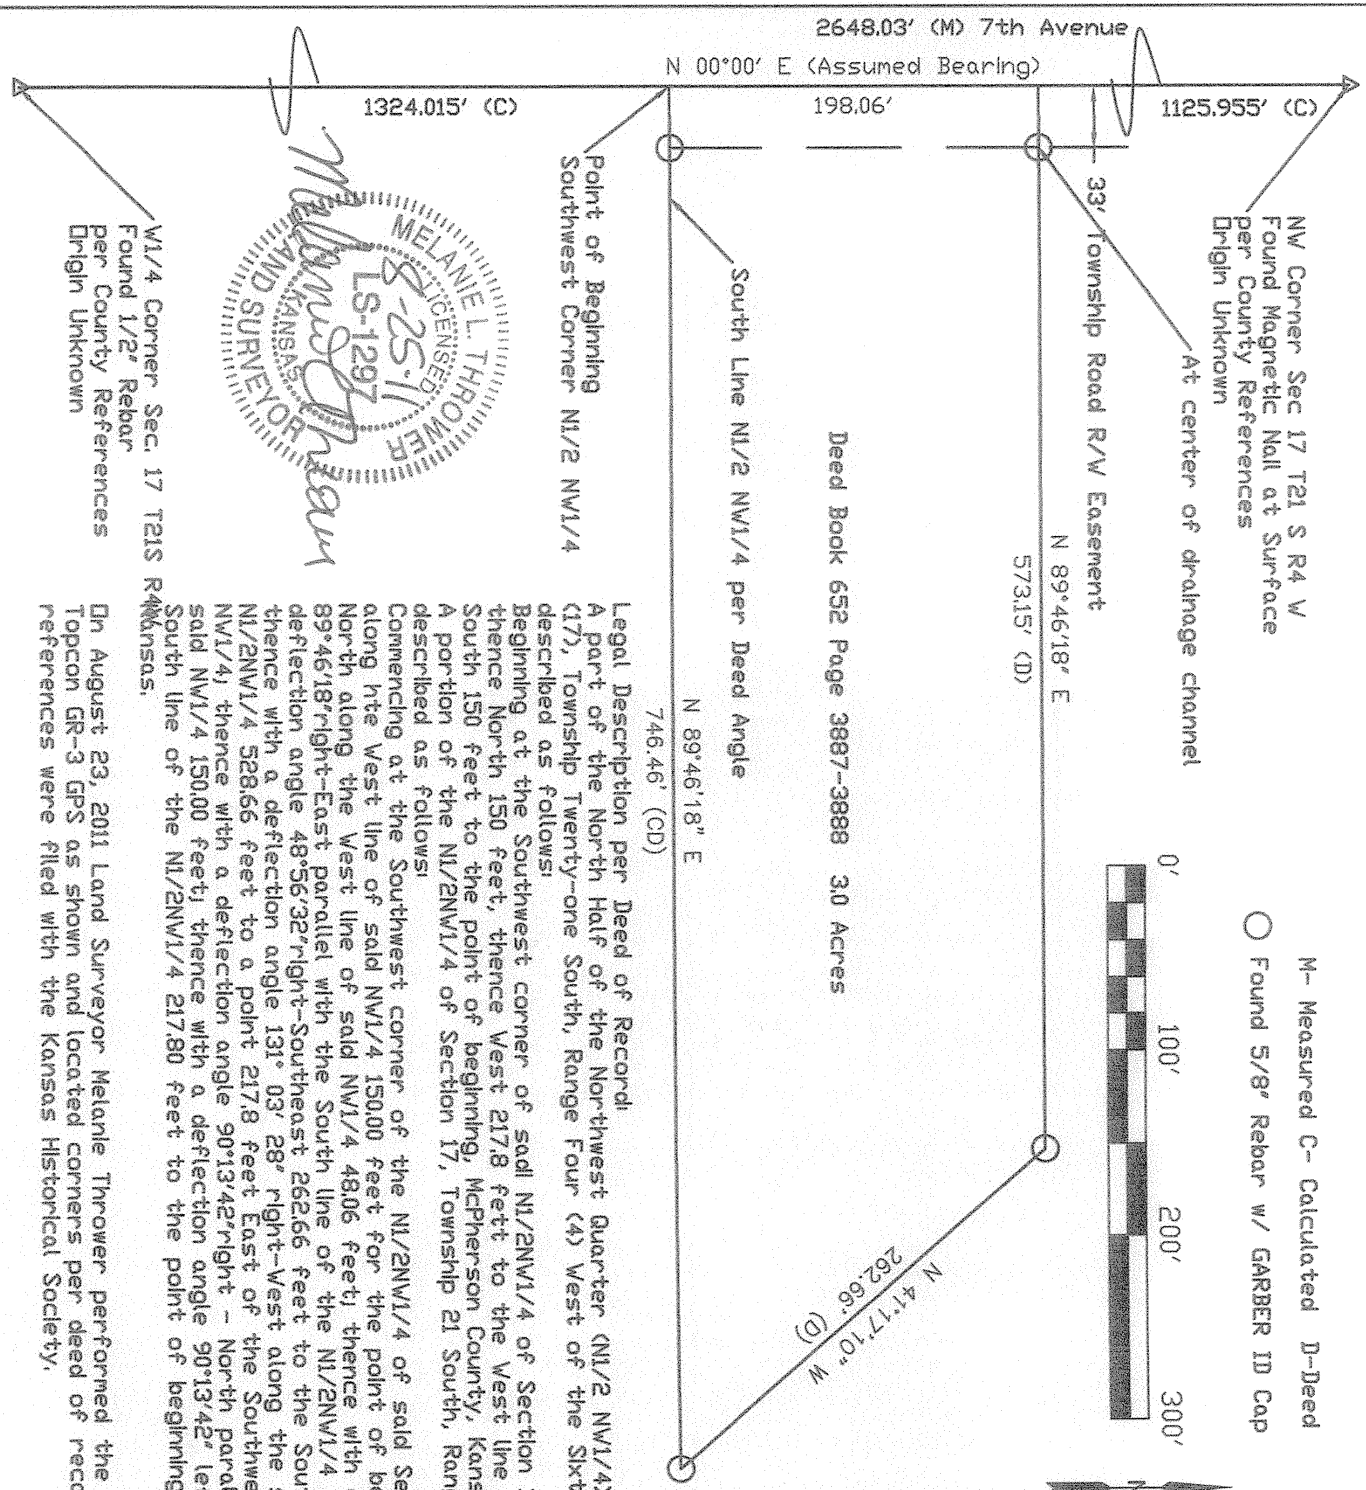 2648.03' (M) 7th Avenue
N 00°00' E (Assumed Bearing)
1324.015' (C)
198.06'
1125.955' (C)
NW Corner Sec 17 T21 S R4 W
Found Magnetic Nail at Surface
per County References
Origin Unknown
At center of drainage channel
33' Township Road R/W Easement
N 89°46'18" E
573.15' (D)
M- Measured C- Calculated D-Deed
Found 5/8" Rebar w/ GARBER ID Cap
0' 100' 200' 300'
N
Deed Book 652 Page 3887-3888 3.0 Acres
N 41°17'10" W
262.66' (D)
South Line N1/2 NW1/4 per Deed Angle
N 89°46'18" E
746.46' (CD)
Point of Beginning
Southwest Corner N1/2 NW1/4
MELANIE L. THROWER
LICENSED
8-25-11
LS-1297
KANSAS
LAND SURVEYOR
Melanie Thrower
W1/4 Corner Sec. 17 T21S R4W
Found 1/2" Rebar
per County References
Origin Unknown
Legal Description per Deed of Record:
A part of the North Half of the Northwest Quarter (N1/2 NW1/4)
(17), Township Twenty-one South, Range Four (4) West of the Sixt
described as follows:
Beginning at the Southwest corner of sadi N1/2NW1/4 of Section
thence North 150 feet, thence West 217.8 fett to the West line
South 150 feet to the point of beginning, McPherson County, Kans
A portion of the N1/2NW1/4 of Section 17, Township 21 South, Ran
described as follows:
Commencing at the Southwest corner of the N1/2NW1/4 of said Se
along hte West line of said NW1/4 150.00 feet for the point of be
North along the West line of said NW1/4 48.06 feet; thence with
89°46'18"right-East parallel with the South line of the N1/2NW1/4
deflection angle 48°56'32"right-Southeast 262.66 feet to the Sou
thence with a deflection angle 131° 03' 28" right-West along the
N1/2NW1/4 528.66 feet to a point 217.8 feet East of the Southwe
NW1/4; thence with a deflection angle 90°13'42"right - North paral
said NW1/4 150.00 feet; thence with a deflection angle 90°13'42" le
South line of the N1/2NW1/4 217.80 feet to the point of beginning
Kansas.
On August 23, 2011 Land Surveyor Melanie Thrower performed the
Topcon GR-3 GPS as shown and located corners per deed of reco
references were filed with the Kansas Historical Society.